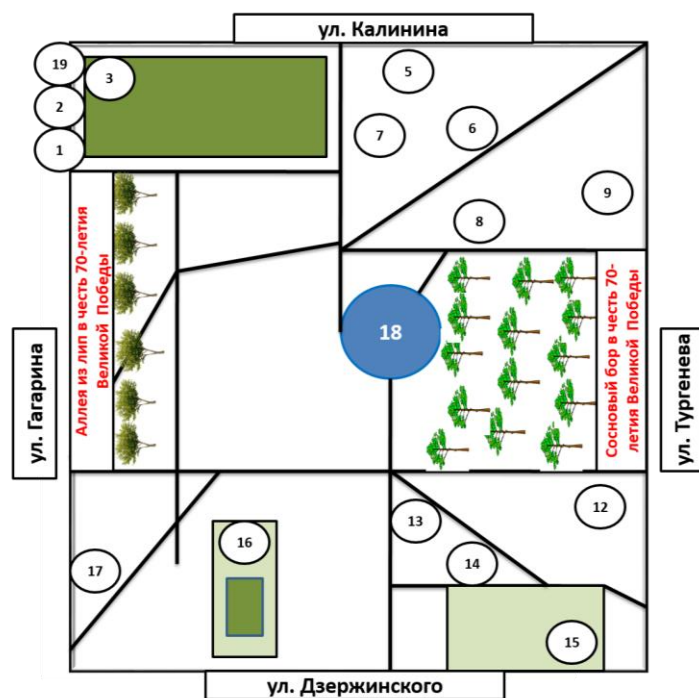 ул. Калинина
19
3
5
2
6
7
1
9
8
Аллея из лип в честь 70-летия
Великой Победы
18
Сосновый бор в честь 70-
летия Великой Победы
ул. Гагарина
ул. Тургенева
12
13
16
14
17
15
ул. Дзержинского